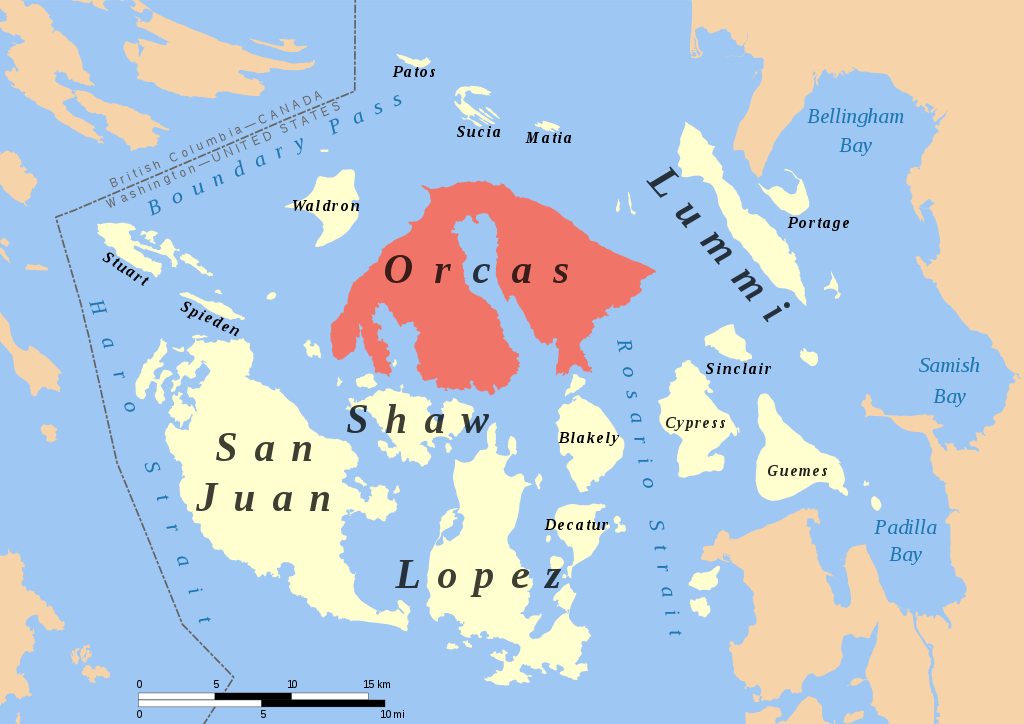 Patos
Sucia
Matia
British Columbia—CANADA
Washington—UNITED STATES
Boundary Pass
Bellingham
Bay
Waldron
Lummi
Portage
Stuart
Orcas
Spieden
Haro Strait
Rosario Strait
Sinclair
Samish
Bay
Shaw
Blakely
Cypress
San
Juan
Guemes
Decatur
Padilla
Bay
Lopez
0 5 10 15 km
0 5 10 mi